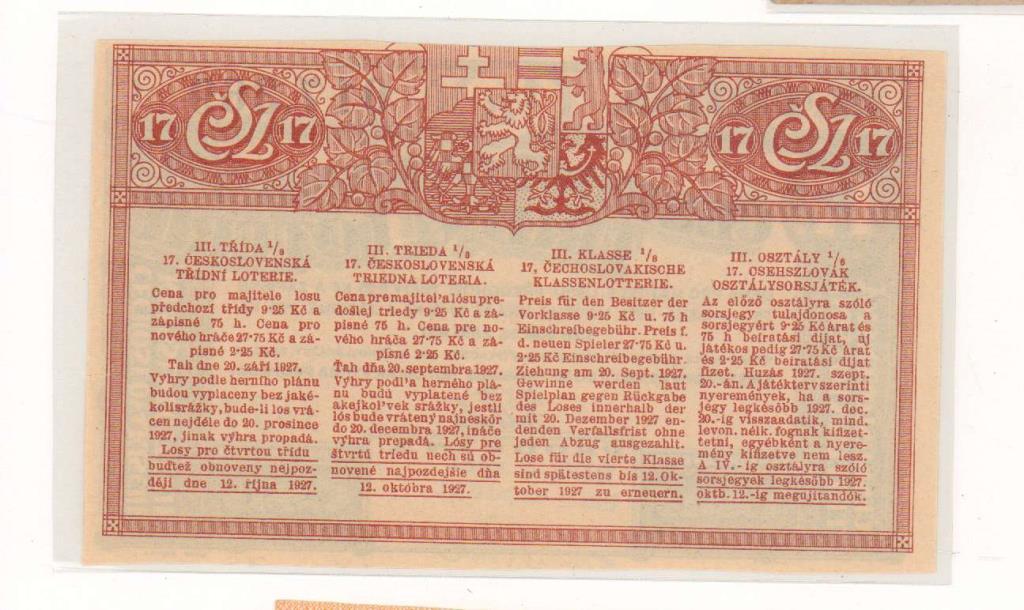 17 ČSL 17
17 ČSL 17
III. TŘÍDA 1/8
17. ČESKOSLOVENSKÁ
TŘÍDNÍ LOTERIE.
Cena pro majitele losu
předchozí třídy 9·25 Kč a
zápisné 75 h. Cena pro
nového hráče 27·75 Kč a zá-
pisné 2·25 Kč.
Tah dne 20. září 1927.
Výhry podle herního plánu
budou vyplaceny bez jaké-
koli srážky, bude-li los vrá-
cen nejdéle do 20. prosince
1927, jinak výhra propadá.
Losy pro čtvrtou třídu
buďtež obnoveny nejpoz-
ději dne 12. října 1927.
III. TRIEDA 1/8
17. ČESKOSLOVENSKÁ
TRIEDNA LOTERIA.
Cena pre majiteľa lósu pre-
došlej triedy 9·25 Kč a
zápisné 75 h. Cena pre no-
vého hráča 27·75 Kč a zá-
pisné 2·25 Kč.
Ťah dňa 20. septembra 1927.
Výhry podľa herného plá-
nu budú vyplatené bez
akejkoľvek srážky, jestli
los bude vrátený najneskôr
do 20. decembra 1927, ináče
výhra prepadá. Lósy pre
štvrtú triedu nech sú ob-
novené najpozdejšie dňa
12. októbra 1927.
III. KLASSE 1/8
17. ČECHOSLOVAKISCHE
KLASSENLOTTERIE.
Preis für den Besitzer der
Vorklasse 9·25 Kč u. 75 h
Einschreibegebühr. Preis f.
d. neuen Spieler 27·75 Kč u.
2·25 Kč Einschreibegebühr.
Ziehung am 20. Sept. 1927.
Gewinne werden laut
Spielplan gegen Rückgabe
des Loses innerhalb der
mit 20. Dezember 1927 en-
denden Verfallsfrist ohne
jeden Abzug ausgezahlt.
Lose für die vierte Klasse
sind spätestens bis 12. Ok-
tober 1927 zu erneuern.
III. OSZTÁLY 1/8
17. CSEHSZLOVÁK
OSZTÁLYSORSJÁTÉK.
Az előző osztályra szóló
sorsjegy tulajdonosa a
sorsjegyért 9·25 Kč árat és
75 h beiratási díjat, új
játékos pedig 27·75 Kč árat
és 2·25 Kč beiratási díjat
fizet. Huzás 1927. szept.
20.-án. A játékterv szerinti
nyeremények, ha a sors-
jegy legkésőbb 1927. dec.
20.-ig visszaadatik, mind.
levon. nélk. fognak kifizet-
tetni, egyébként a nyere-
mény kifizetve nem lesz.
A IV.-ig osztályra szóló
sorsjegyek legkésőbb 1927.
oktb. 12.-ig megujitandók.